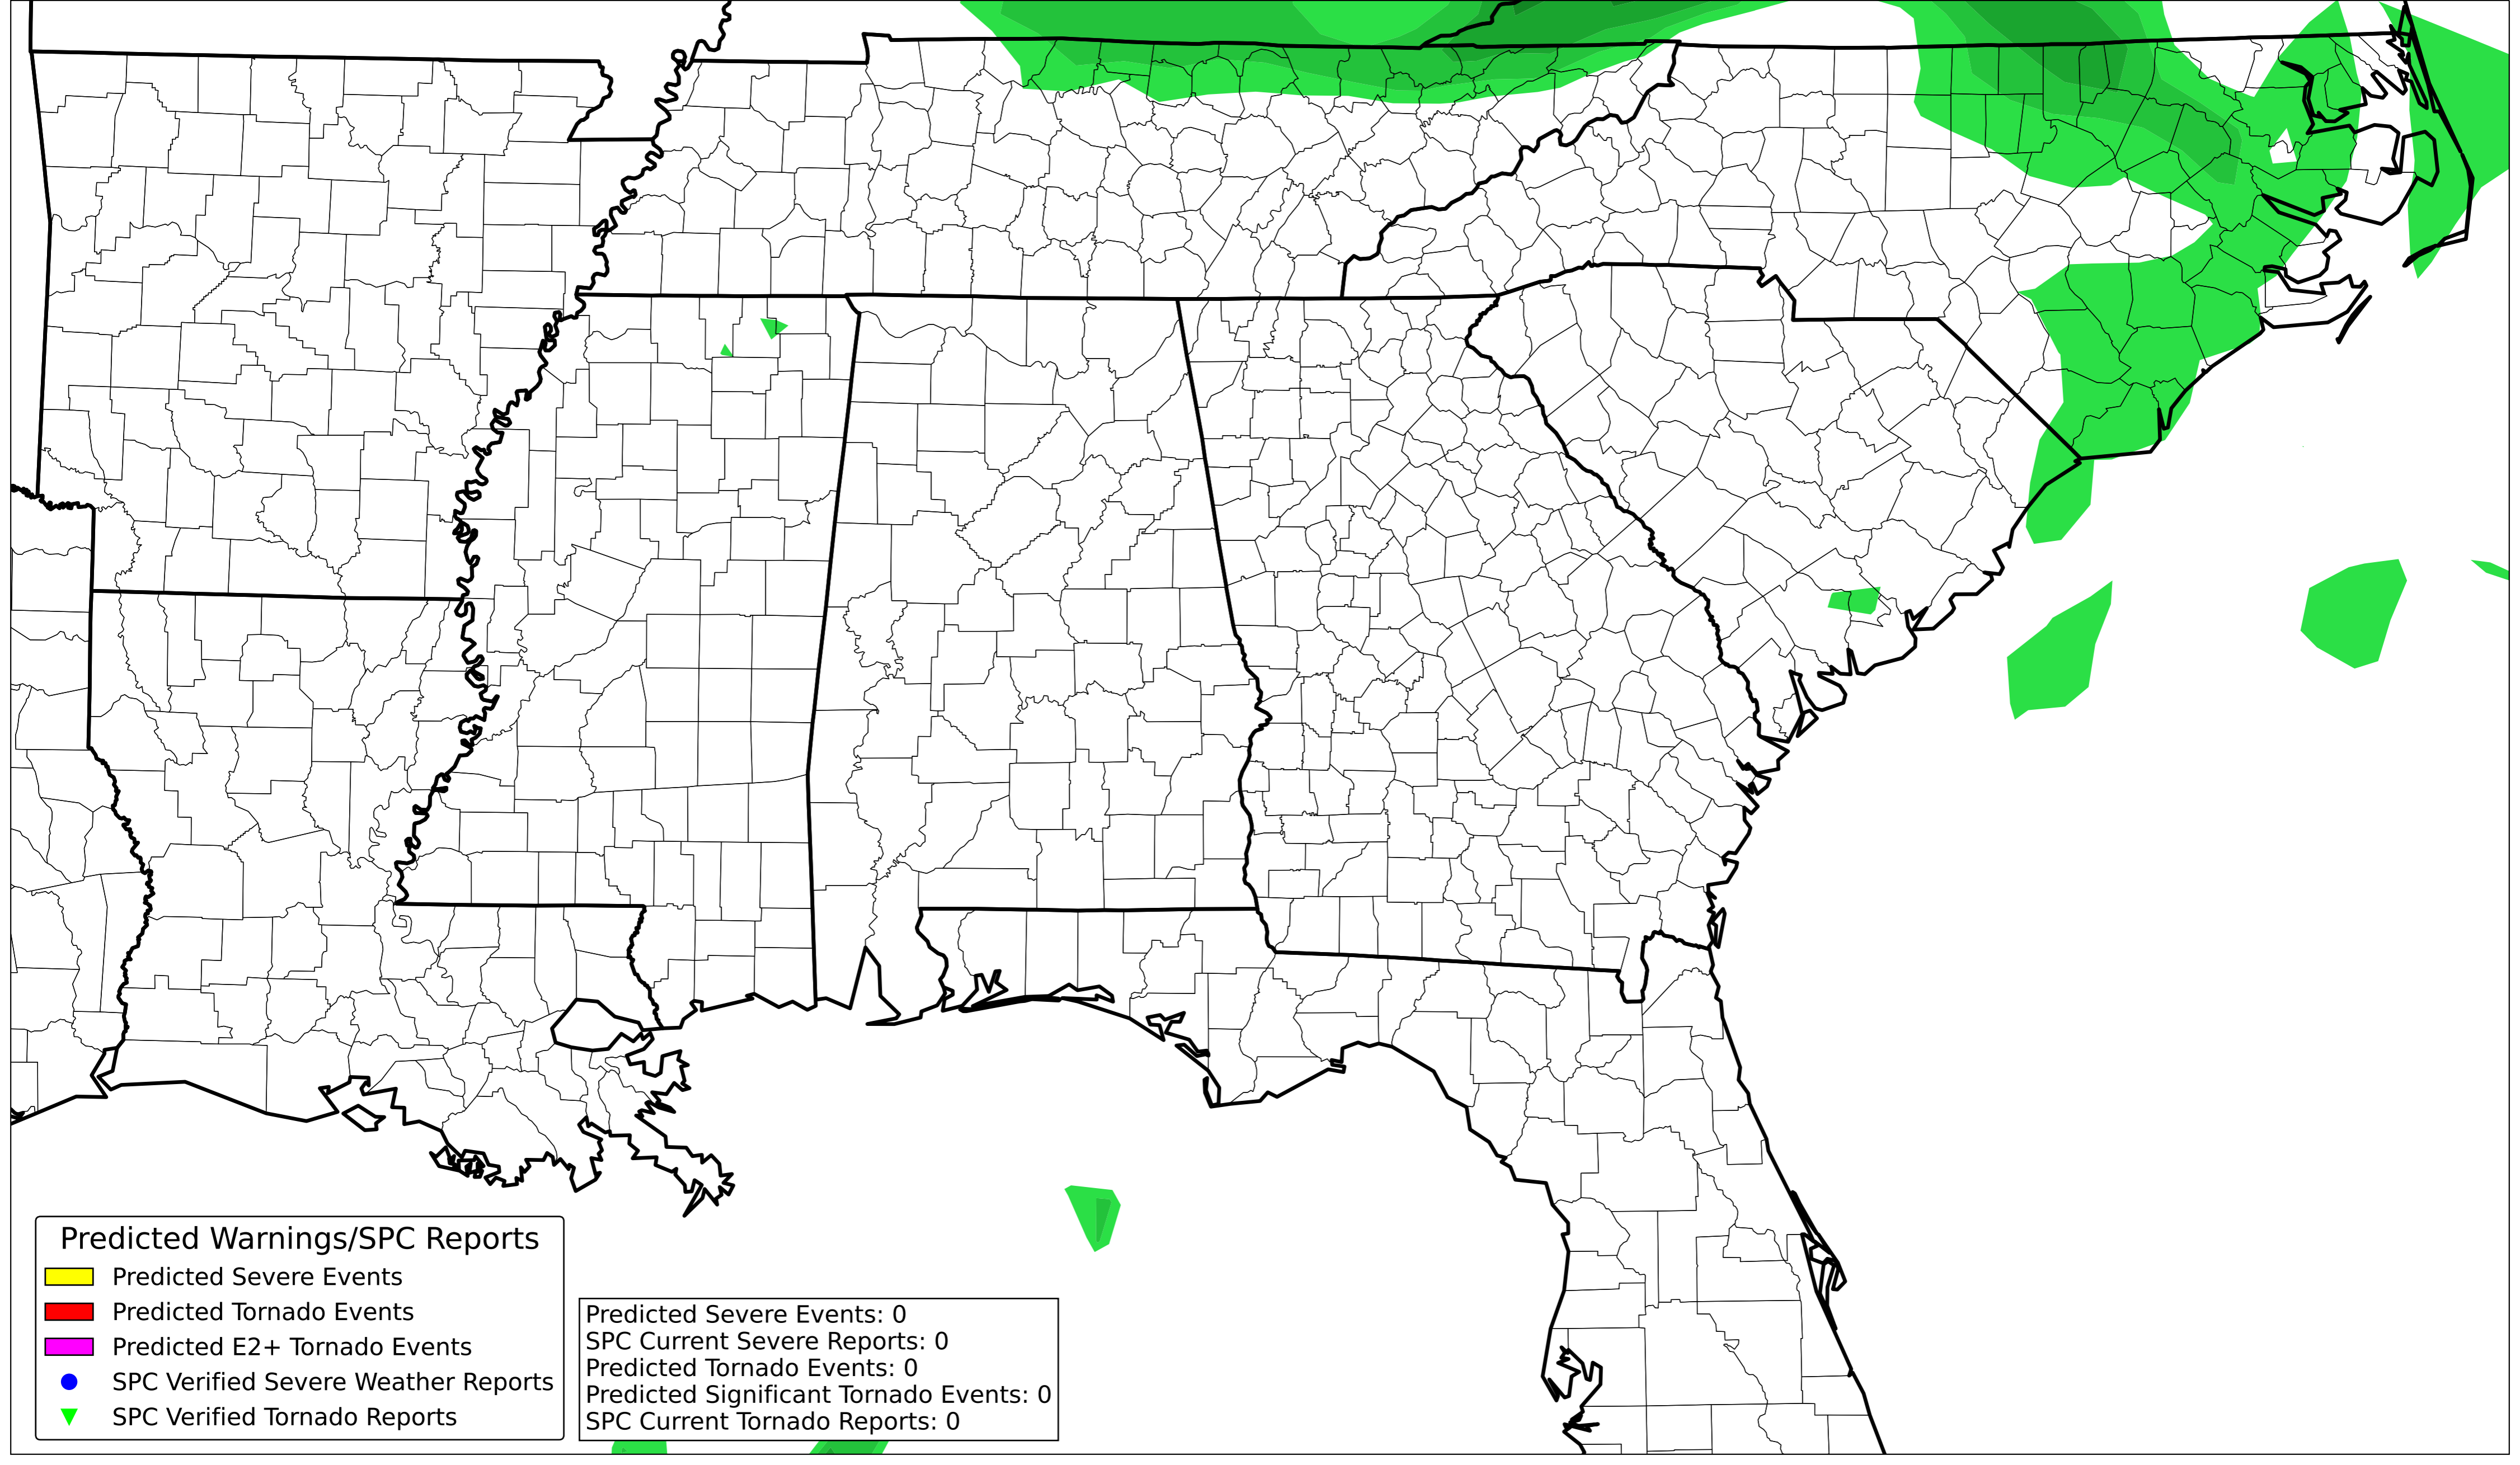 Predicted Warnings/SPC Reports
Predicted Severe Events
Predicted Tornado Events
Predicted E2+ Tornado Events
SPC Verified Severe Weather Reports
SPC Verified Tornado Reports
Predicted Severe Events: 0
SPC Current Severe Reports: 0
Predicted Tornado Events: 0
Predicted Significant Tornado Events: 0
SPC Current Tornado Reports: 0